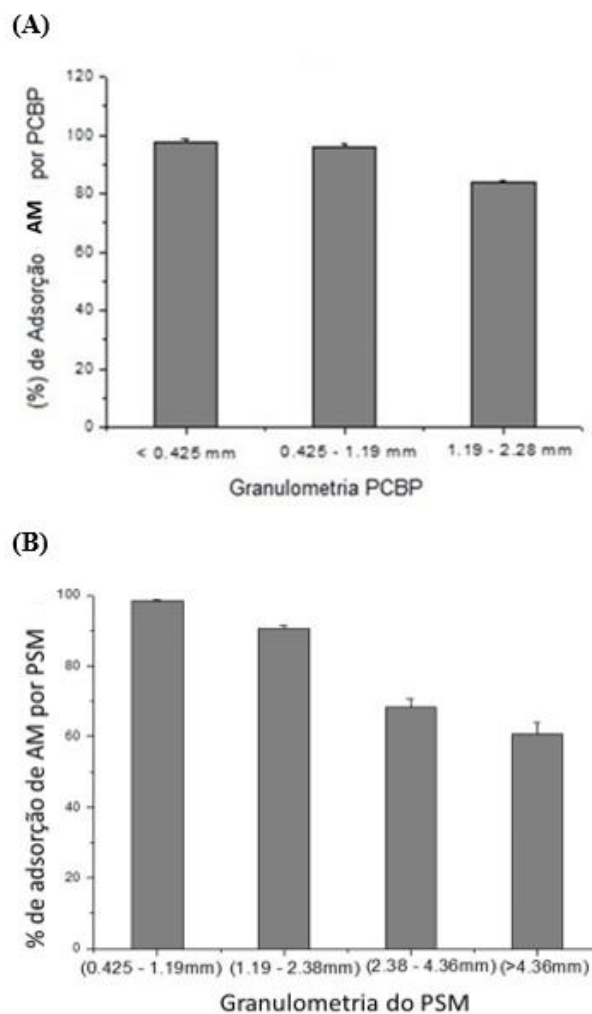 (A)
120
100
80
60
40
20
0
(%) de Adsorção AM por PCBP
< 0.425 mm
0.425 - 1.19 mm
1.19 - 2.28 mm
Granulometria PCBP
(B)
100
80
60
40
20
0
% de adsorção de AM por PSM
(0.425 - 1.19mm)
(1.19 - 2.38mm)
(2.38 - 4.36mm)
(>4.36mm)
Granulometria do PSM